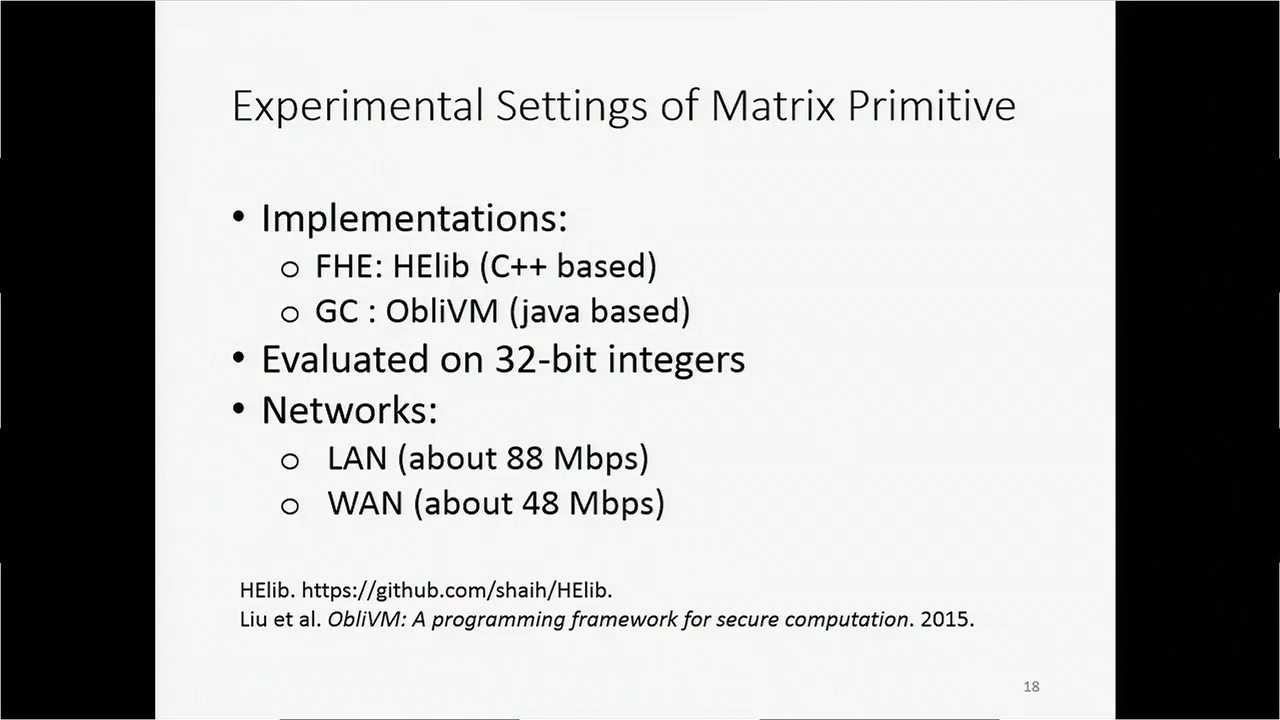 Experimental Settings of Matrix Primitive
• Implementations:
o FHE: HElib (C++ based)
o GC : ObliVM (java based)
• Evaluated on 32-bit integers
• Networks:
o LAN (about 88 Mbps)
o WAN (about 48 Mbps)
HElib. https://github.com/shaih/HElib.
Liu et al. ObliVM: A programming framework for secure computation. 2015.
18